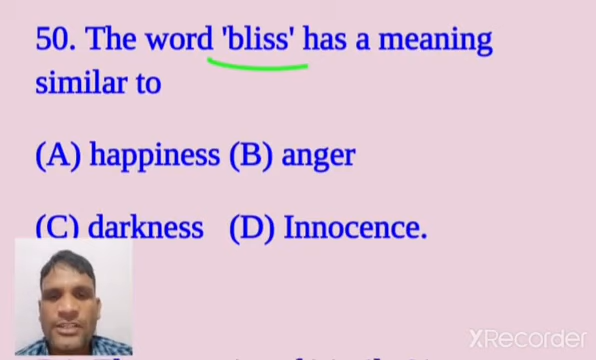 50. The word 'bliss' has a meaning
similar to
(A) happiness (B) anger
(C) darkness (D) Innocence.
XRecorder